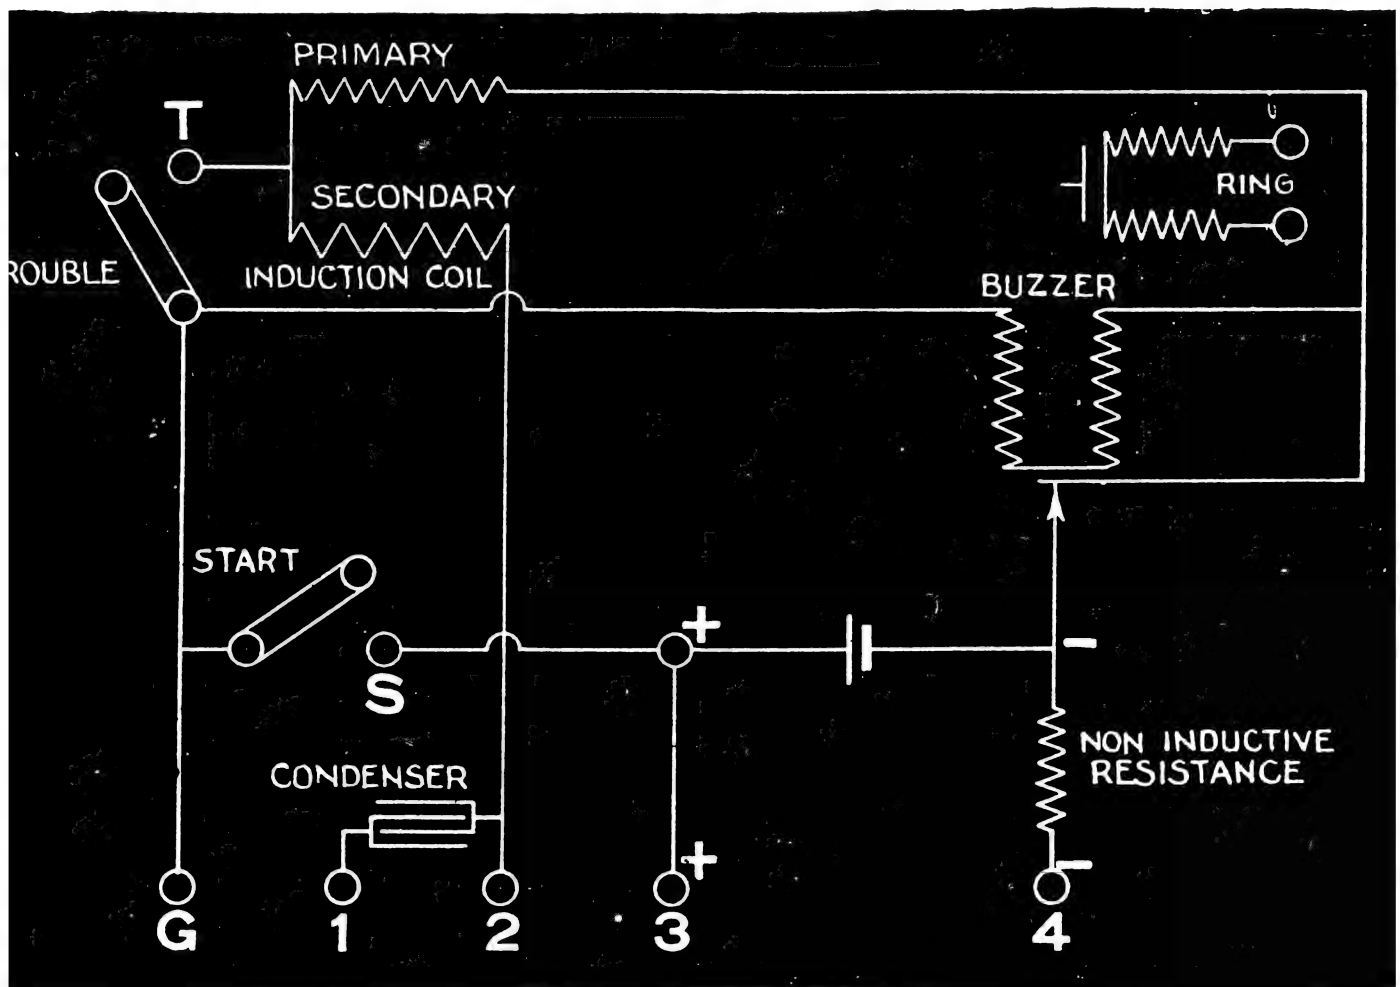 PRIMARY
T
SECONDARY
RING
ROUBLE
INDUCTION COIL
BUZZER
START
+
-
S
NON INDUCTIVE
RESISTANCE
CONDENSER
+
-
G
1
2
3
4